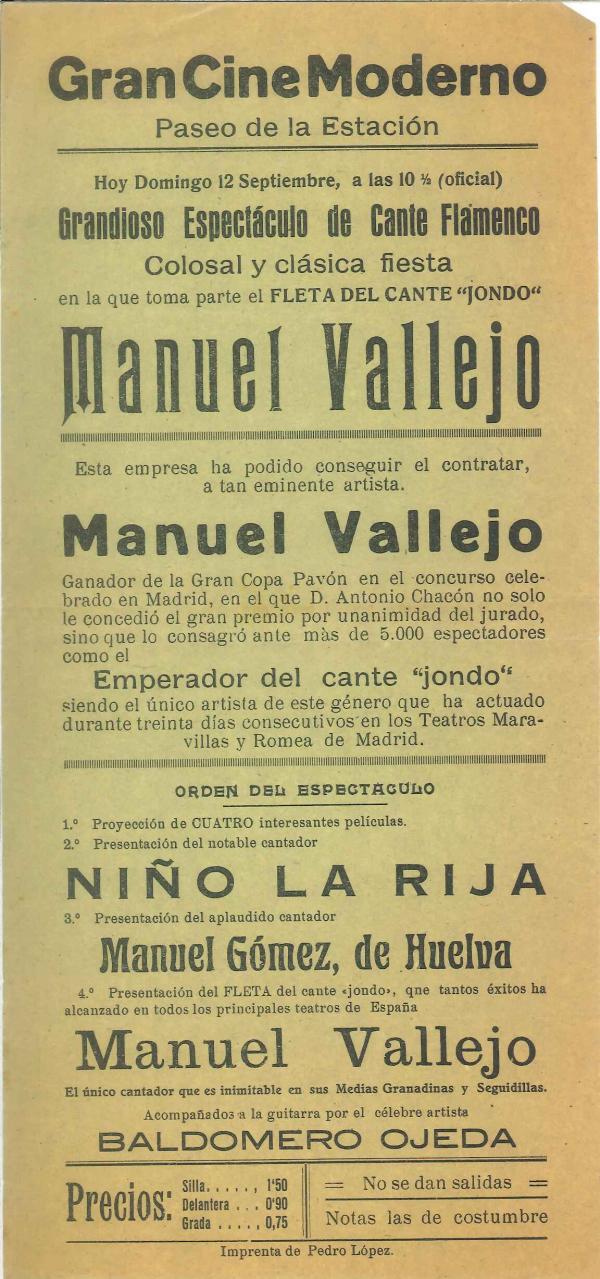 Gran Cine Moderno
Paseo de la Estación
Hoy Domingo 12 Septiembre, a las 10 ½ (oficial)
Grandioso Espectáculo de Cante Flamenco
Colosal y clásica fiesta
en la que toma parte el FLETA DEL CANTE "JONDO"
Manuel Vallejo
Esta empresa ha podido conseguir el contratar,
a tan eminente artista.
Manuel Vallejo
Ganador de la Gran Copa Pavón en el concurso cele-
brado en Madrid, en el que D. Antonio Chacón no solo
le concedió el gran premio por unanimidad del jurado,
sino que lo consagró ante màs de 5.000 espectadores
como el
Emperador del cante "jondo"
siendo el único artista de este género que ha actuado
durante treinta días consecutivos en los Teatros Mara-
villas y Romea de Madrid.
ORDEN DEL ESPECTÁCULO
1.º Proyección de CUATRO interesantes películas.
2.º Presentación del notable cantador
NIÑO LA RIJA
3.º Presentación del aplaudido cantador
Manuel Gómez, de Huelva
4.º Presentación del FLETA del cante «jondo», qne tantos éxitos ha
alcanzado en todos los principales teatros de España
Manuel Vallejo
El único cantador que es inimitable en sus Medias Granadinas y Seguidillas.
Acompañados a la guitarra por el célebre artista
BALDOMERO OJEDA
Precios:
Silla. . . . . , 1'50
Delantera . . . 0'90
Grada . . . . . , 0,75
= No se dan salidas =
Notas las de costumbre
Imprenta de Pedro López.